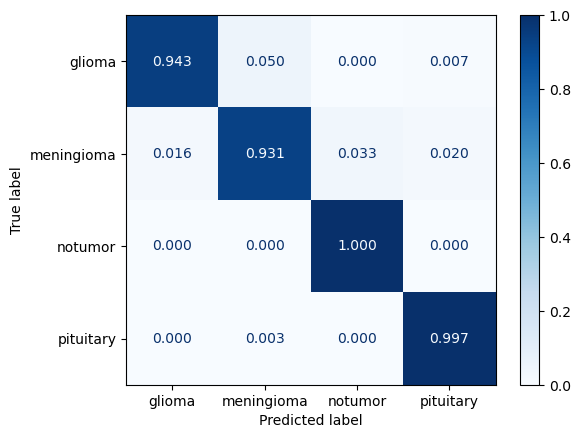 1.0
glioma 0.943 0.050 0.000 0.007
0.8
meningioma 0.016 0.931 0.033 0.020
0.6
True label
0.4
notumor 0.000 0.000 1.000 0.000
0.2
pituitary 0.000 0.003 0.000 0.997
0.0
glioma meningioma notumor pituitary
Predicted label